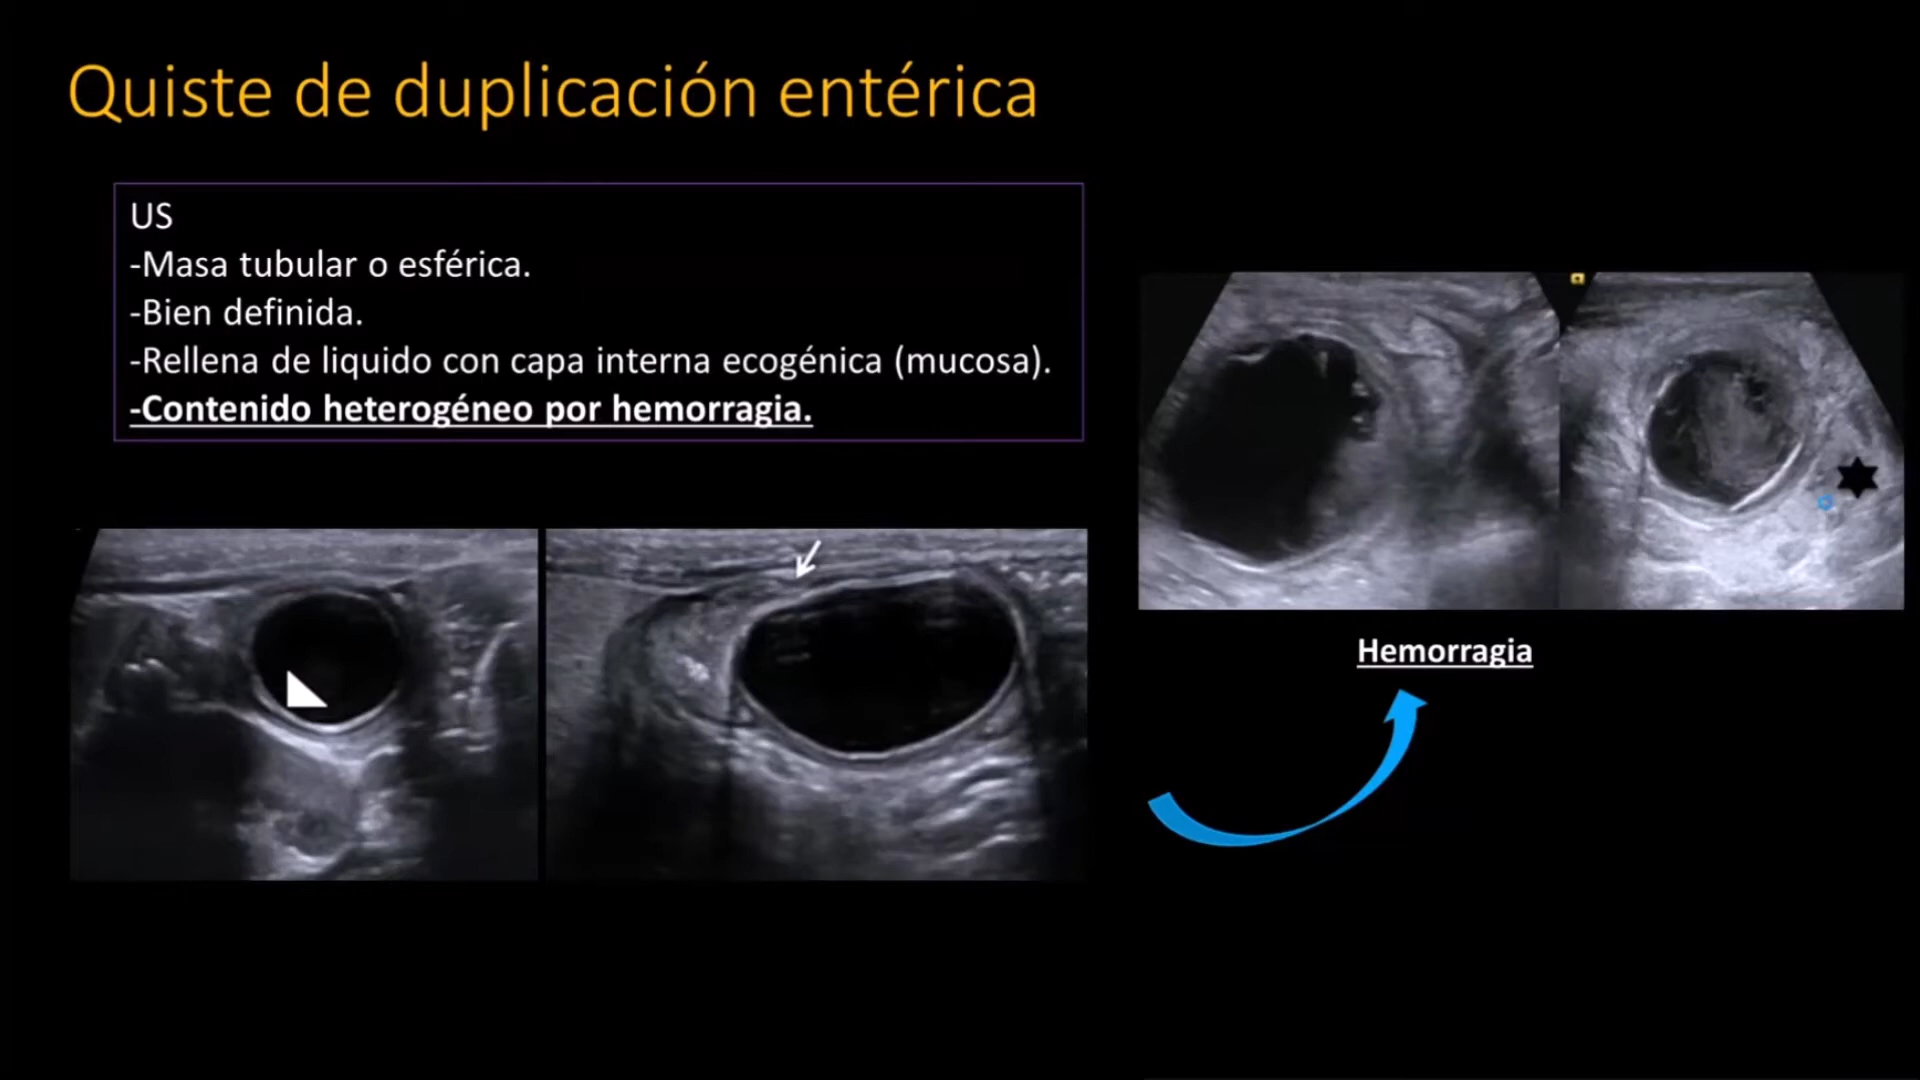 Quiste de duplicación entérica
US
-Masa tubular o esférica.
-Bien definida.
-Rellena de liquido con capa interna ecogénica (mucosa).
-Contenido heterogéneo por hemorragia.
Hemorragia